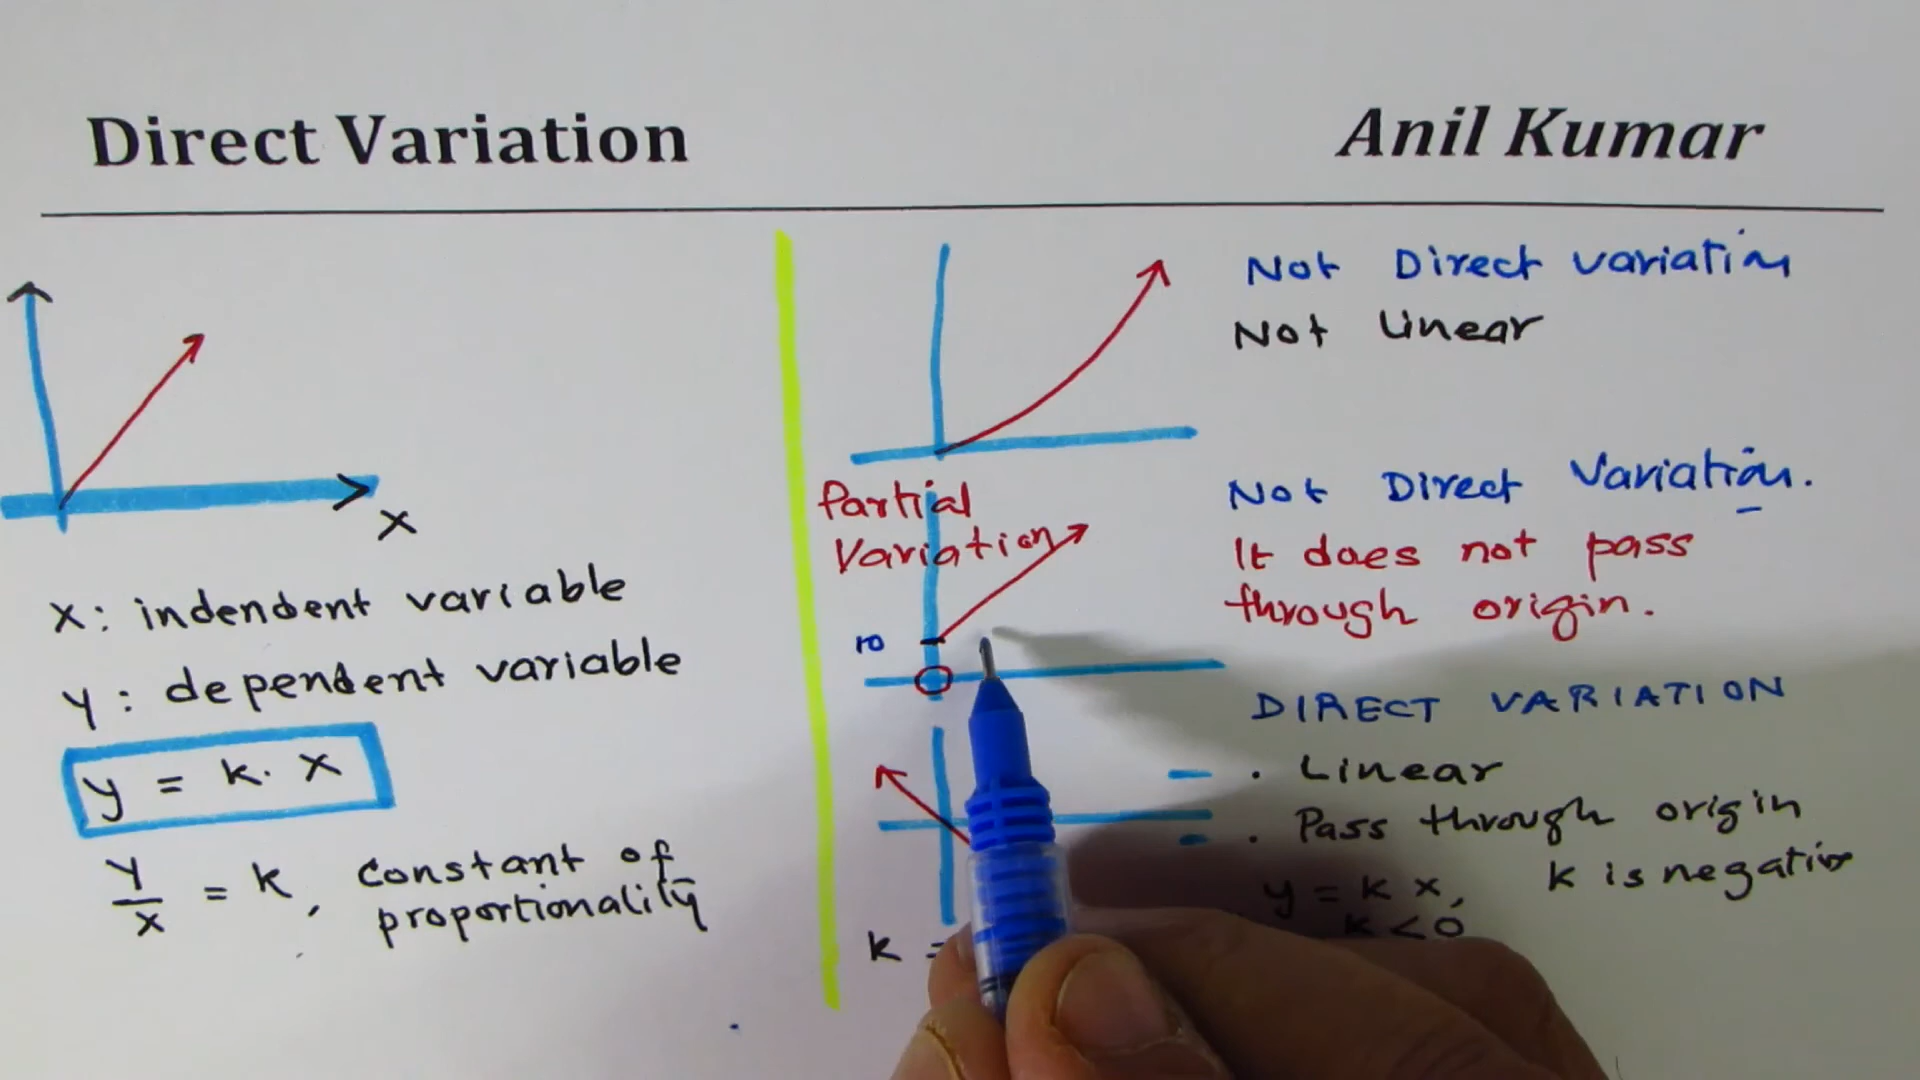 Direct Variation
Anil Kumar
x
x: indendent variable
y: dependent variable
y = k. x
y/x = k, Constant of
proportionality
Not Direct variation
Not Linear
Partial
Variation
10
Not Direct Variation.
It does not pass
through origin.
DIRECT VARIATION
. Linear
. Pass through origin
y = k x, k is negative
k < 0
k =